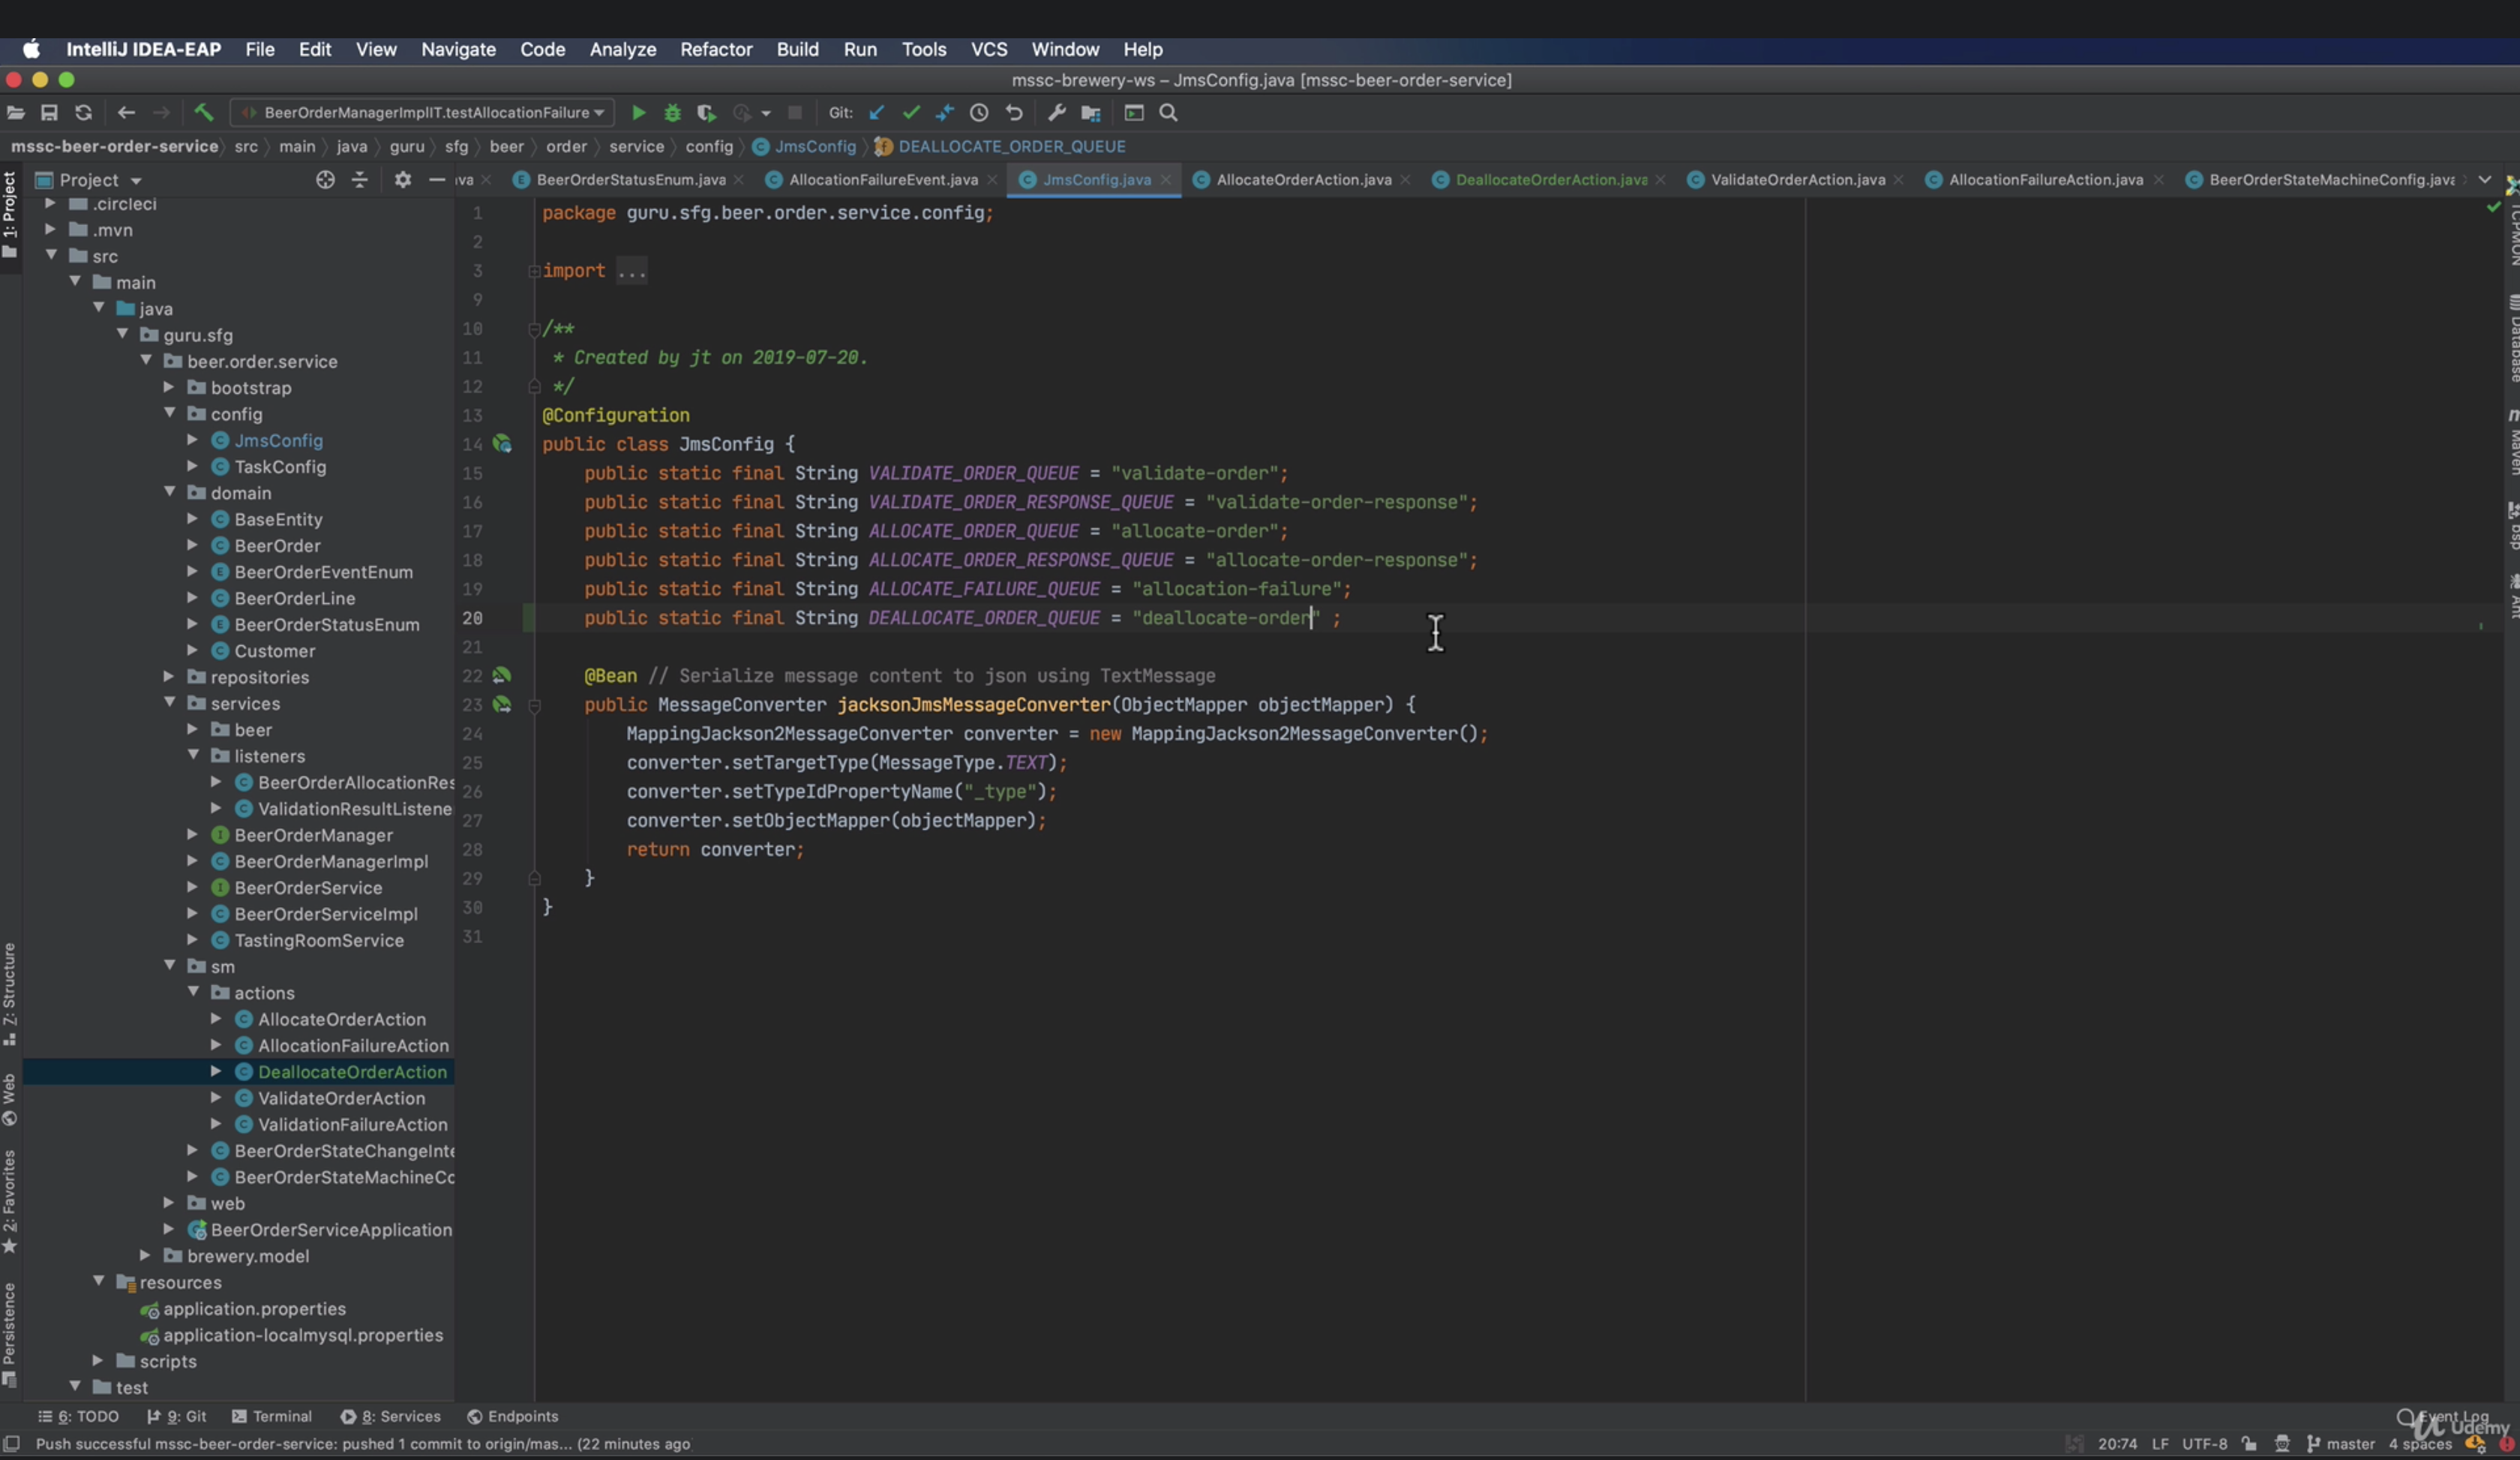 IntelliJ IDEA-EAP File Edit View Navigate Code Analyze Refactor Build Run Tools VCS Window Help
mssc-brewery-ws – JmsConfig.java [mssc-beer-order-service]
BeerOrderManagerImplIT.testAllocationFailure Git:
mssc-beer-order-service src main java guru sfg beer order service config JmsConfig DEALLOCATE_ORDER_QUEUE
Project
va BeerOrderStatusEnum.java AllocationFailureEvent.java JmsConfig.java AllocateOrderAction.java DeallocateOrderAction.java ValidateOrderAction.java AllocationFailureAction.java BeerOrderStateMachineConfig.java
1: Project
Z: Structure
Web
2: Favorites
Persistence
.circleci
.mvn
src
main
java
guru.sfg
beer.order.service
bootstrap
config
JmsConfig
TaskConfig
domain
BaseEntity
BeerOrder
BeerOrderEventEnum
BeerOrderLine
BeerOrderStatusEnum
Customer
repositories
services
beer
listeners
BeerOrderAllocationRes
ValidationResultListene
BeerOrderManager
BeerOrderManagerImpl
BeerOrderService
BeerOrderServiceImpl
TastingRoomService
sm
actions
AllocateOrderAction
AllocationFailureAction
DeallocateOrderAction
ValidateOrderAction
ValidationFailureAction
BeerOrderStateChangeInte
BeerOrderStateMachineCo
web
BeerOrderServiceApplication
brewery.model
resources
application.properties
application-localmysql.properties
scripts
test
1 package guru.sfg.beer.order.service.config;
2
3 import ...
9
10 /**
11 * Created by jt on 2019-07-20.
12 */
13 @Configuration
14 public class JmsConfig {
15 public static final String VALIDATE_ORDER_QUEUE = "validate-order";
16 public static final String VALIDATE_ORDER_RESPONSE_QUEUE = "validate-order-response";
17 public static final String ALLOCATE_ORDER_QUEUE = "allocate-order";
18 public static final String ALLOCATE_ORDER_RESPONSE_QUEUE = "allocate-order-response";
19 public static final String ALLOCATE_FAILURE_QUEUE = "allocation-failure";
20 public static final String DEALLOCATE_ORDER_QUEUE = "deallocate-order" ;
21
22 @Bean // Serialize message content to json using TextMessage
23 public MessageConverter jacksonJmsMessageConverter(ObjectMapper objectMapper) {
24 MappingJackson2MessageConverter converter = new MappingJackson2MessageConverter();
25 converter.setTargetType(MessageType.TEXT);
26 converter.setTypeIdPropertyName("_type");
27 converter.setObjectMapper(objectMapper);
28 return converter;
29 }
30 }
31
TCPMON
Database
Maven
dsp
Ant
6: TODO 9: Git Terminal 8: Services Endpoints Event Log
Udemy
Push successful mssc-beer-order-service: pushed 1 commit to origin/mas... (22 minutes ago 20:74 LF UTF-8 master 4 spaces